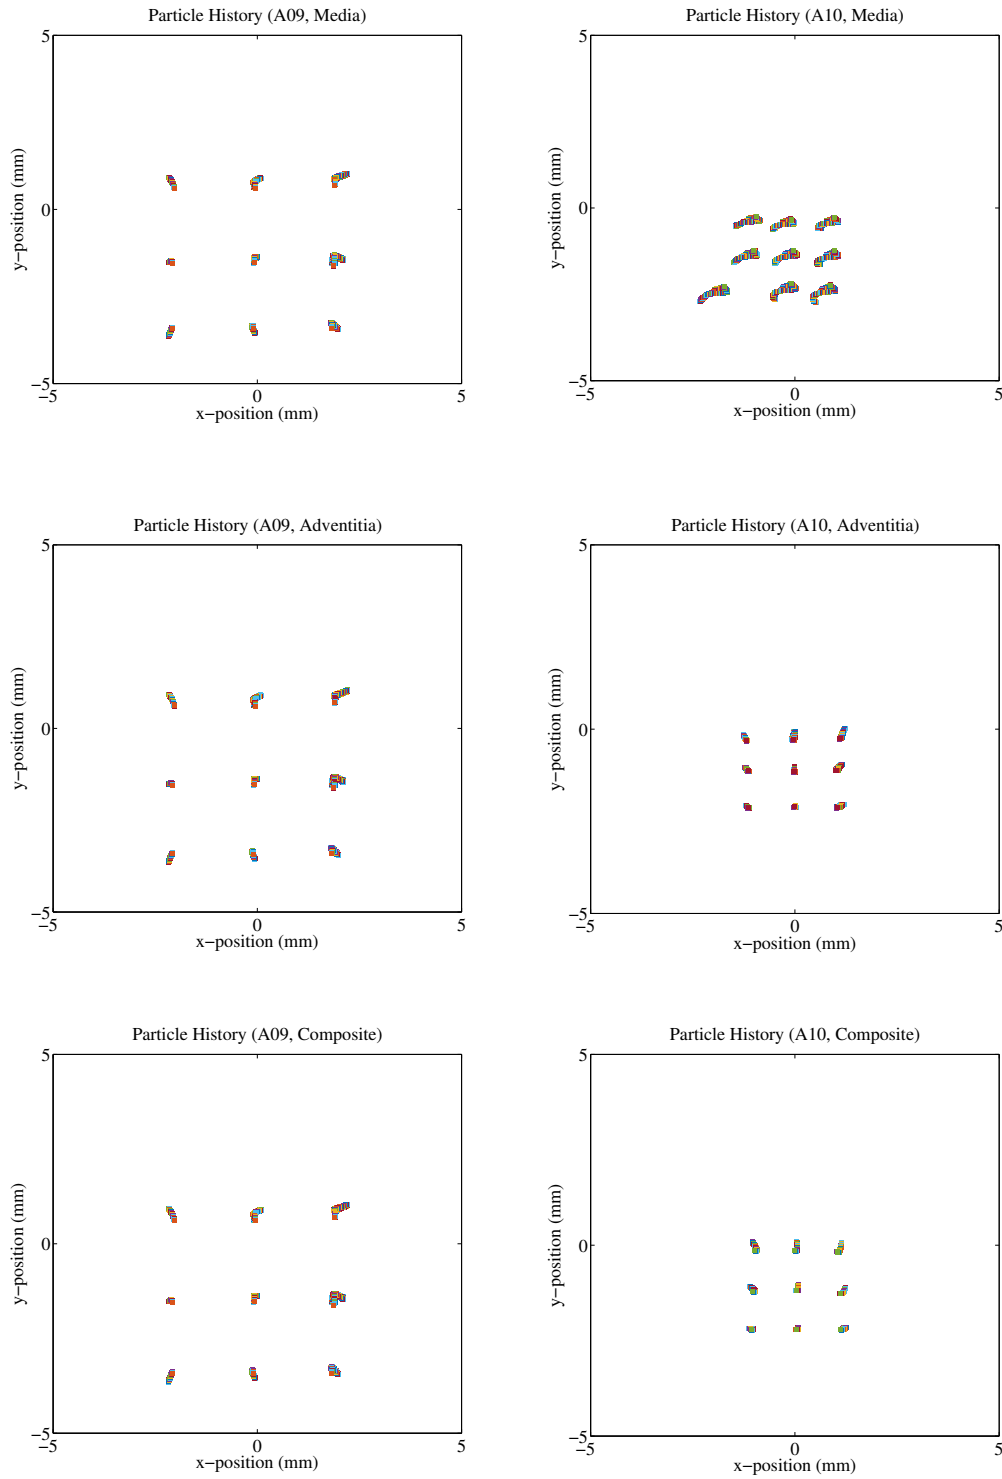 Particle History (A09, Media)
5
0
−5
−5
0
5
x−position (mm)
y−position (mm)
Particle History (A10, Media)
5
0
−5
−5
0
5
x−position (mm)
y−position (mm)
Particle History (A09, Adventitia)
5
0
−5
−5
0
5
x−position (mm)
y−position (mm)
Particle History (A10, Adventitia)
5
0
−5
−5
0
5
x−position (mm)
y−position (mm)
Particle History (A09, Composite)
5
0
−5
−5
0
5
x−position (mm)
y−position (mm)
Particle History (A10, Composite)
5
0
−5
−5
0
5
x−position (mm)
y−position (mm)